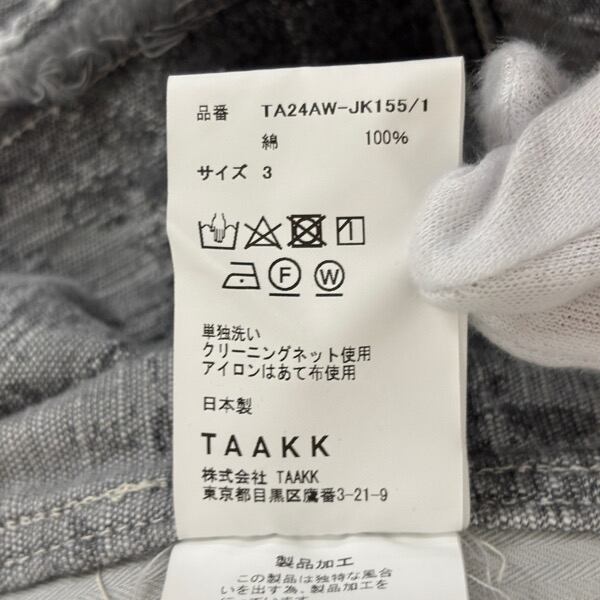 品番 TA24AW-JK155/1
綿 100%
サイズ 3
F W
単独洗い
クリーニングネット使用
アイロンはあて布使用
日本製
TAAKK
株式会社 TAAKK
東京都目黒区鷹番3-21-9
製品加工
この製品は独特な風合
いを出す為、製品加工を